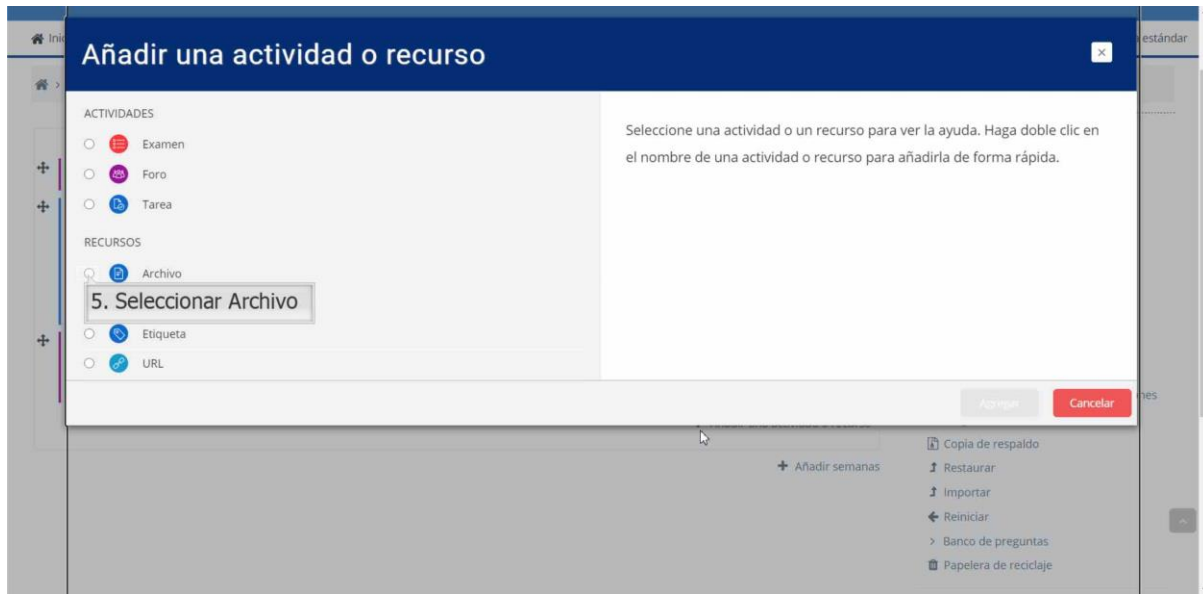 Añadir una actividad o recurso
estándar
ACTIVIDADES
Examen
Foro
Tarea
RECURSOS
Archivo
5. Seleccionar Archivo
Etiqueta
URL
Seleccione una actividad o un recurso para ver la ayuda. Haga doble clic en
el nombre de una actividad o recurso para añadirla de forma rápida.
Agregar
Cancelar
Añadir semanas
Copia de respaldo
Restaurar
Importar
Reiniciar
Banco de preguntas
Papelera de reciclaje